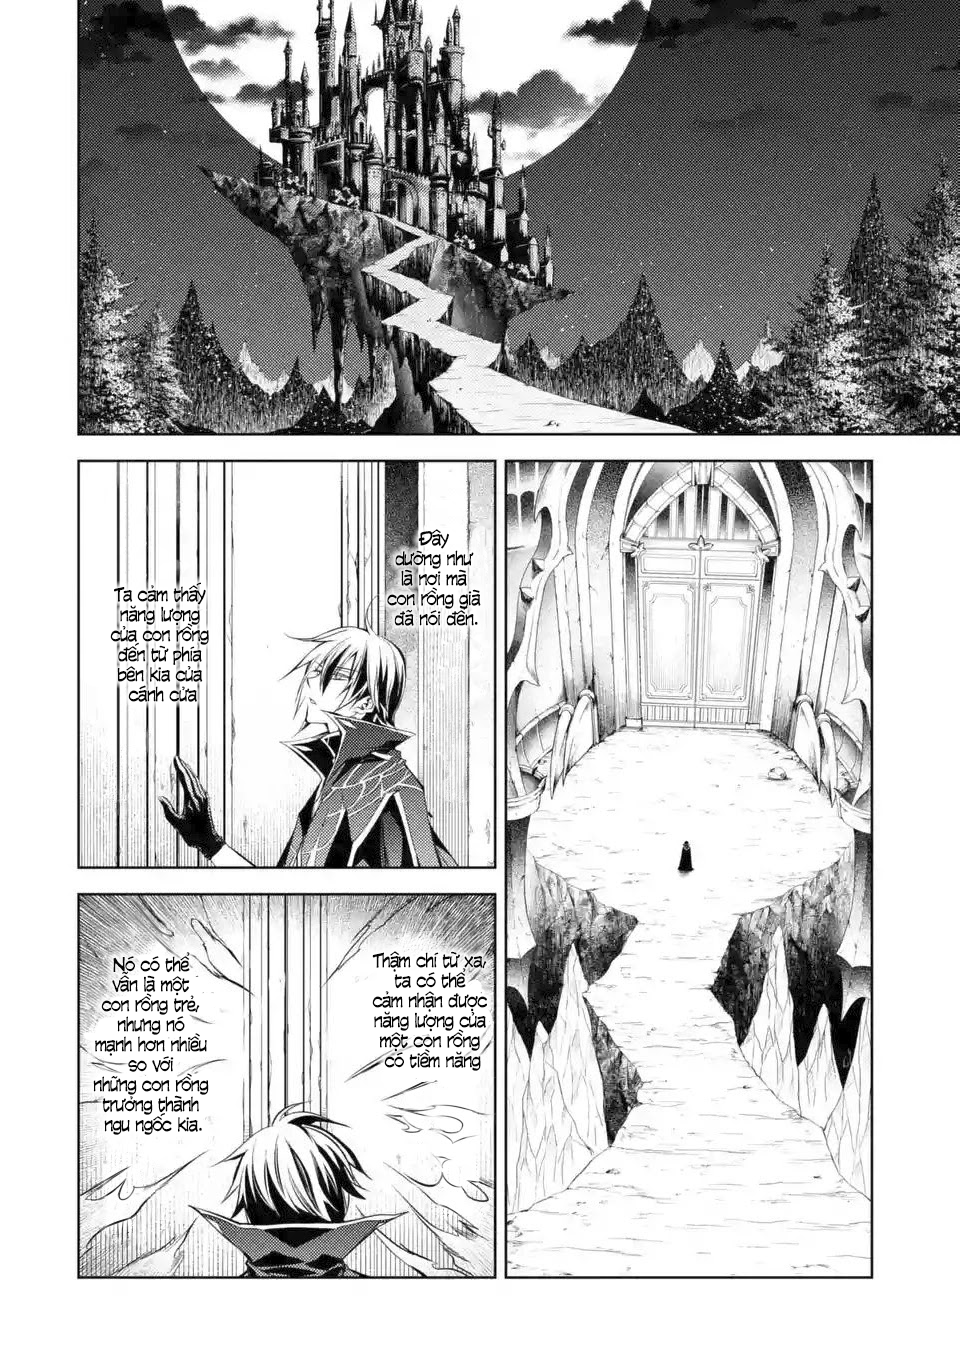 Đây
dường như
là nơi mà
con rồng già
đã nói đến.
Ta cảm thấy
năng lượng
của con rồng
đến từ phía
bên kia của
cánh cửa
Thậm chí từ xa,
ta có thể
cảm nhận được
năng lượng của
một con rồng
có tiềm năng
Nó có thể
vẫn là một
con rồng trẻ,
nhưng nó
mạnh hơn nhiều
so với
những con rồng
trưởng thành
ngu ngốc kia.